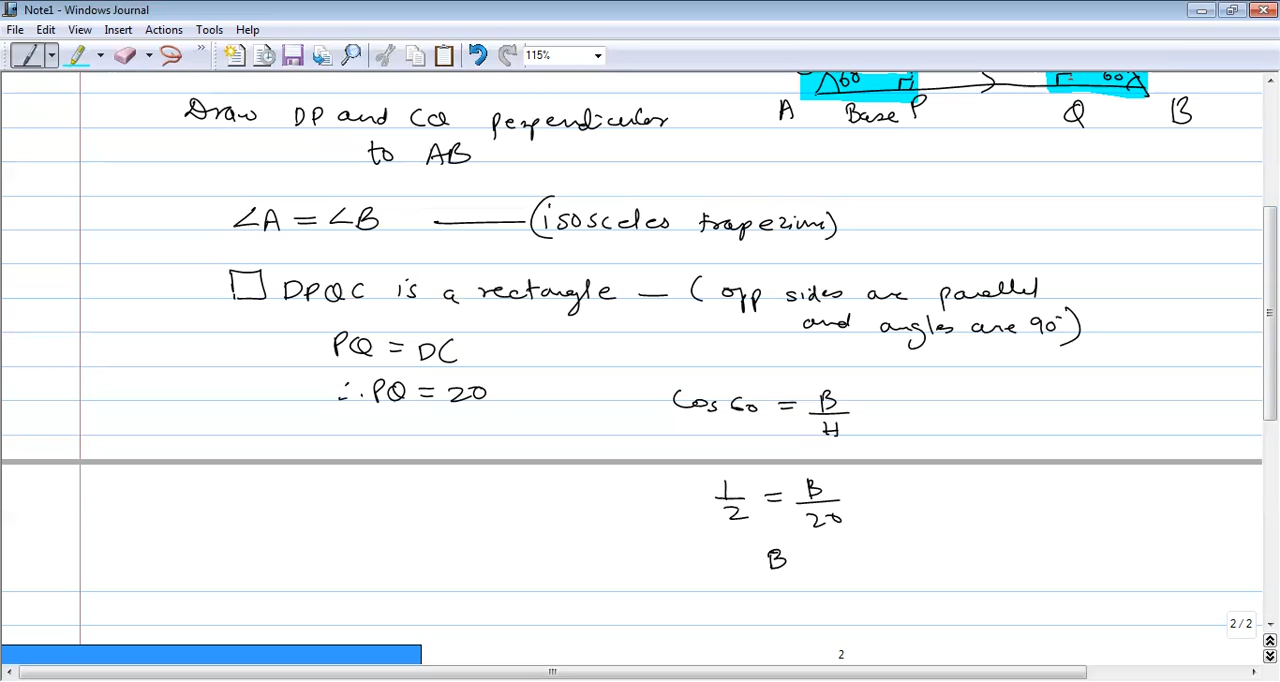 Note1 - Windows Journal
File Edit View Insert Actions Tools Help
115%
60 60
Draw DP and CQ perpendicular
to AB
A Base P Q B
∠A = ∠B —— (isosceles trapezium)
□ DPQC is a rectangle — ( opp sides are parallel
and angles are 90°)
PQ = DC
∴ PQ = 20
Cos 60 = B/H
1/2 = B/20
B
2 / 2
2